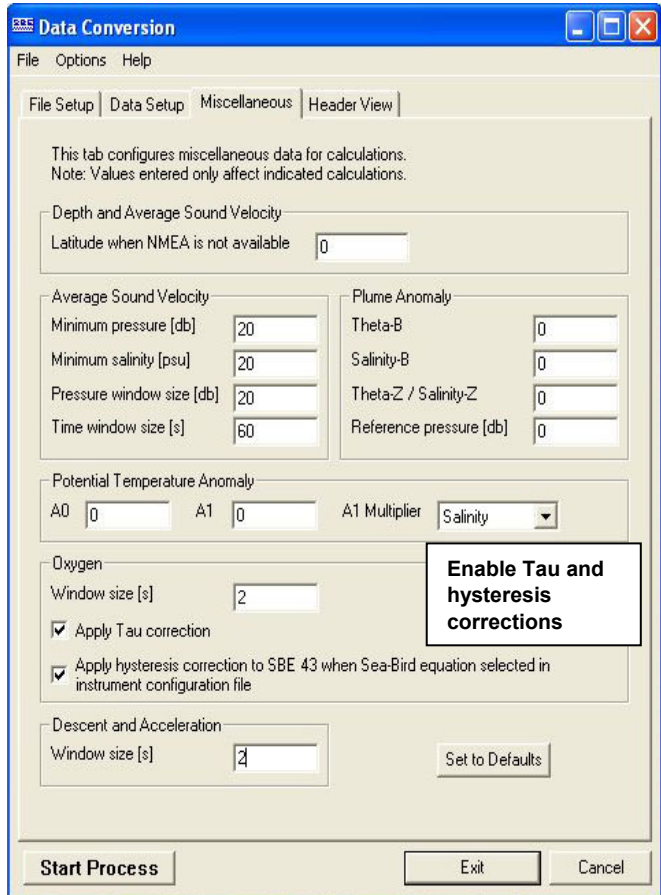 SBE Data Conversion
File Options Help
File Setup Data Setup Miscellaneous Header View
This tab configures miscellaneous data for calculations.
Note: Values entered only affect indicated calculations.
Depth and Average Sound Velocity
Latitude when NMEA is not available 0
Average Sound Velocity
Minimum pressure [db] 20
Minimum salinity [psu] 20
Pressure window size [db] 20
Time window size [s] 60
Plume Anomaly
Theta-B 0
Salinity-B 0
Theta-Z / Salinity-Z 0
Reference pressure [db] 0
Potential Temperature Anomaly
A0 0 A1 0 A1 Multiplier Salinity
Oxygen
Window size [s] 2
Apply Tau correction
Apply hysteresis correction to SBE 43 when Sea-Bird equation selected in
instrument configuration file
Enable Tau and
hysteresis
corrections
Descent and Acceleration
Window size [s] 2
Set to Defaults
Start Process Exit Cancel